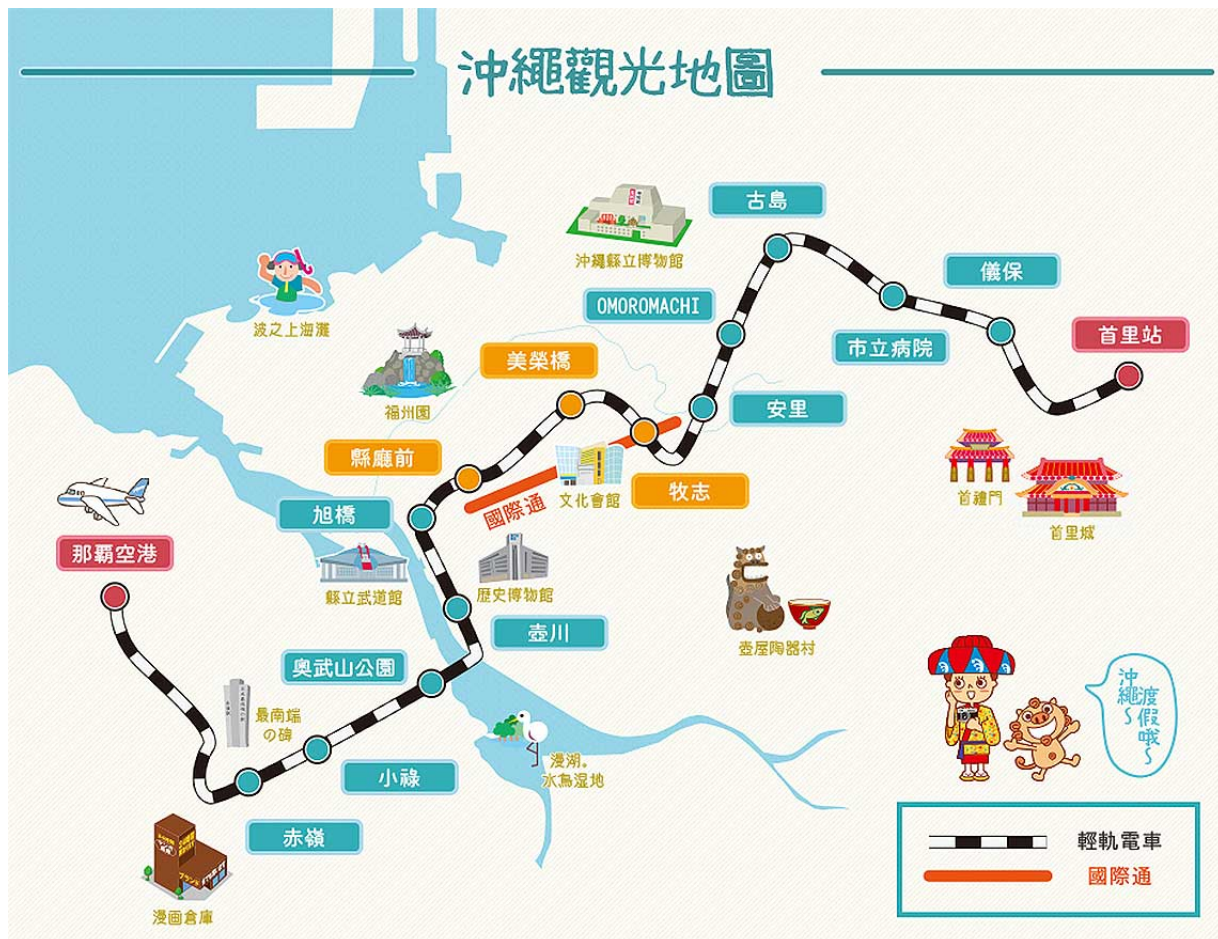 沖繩觀光地圖
古島
沖繩縣立博物館
儀保
OMOROMACHI
首里站
波之上海灘
市立病院
美榮橋
福州園
安里
縣廳前
牧志
國際通
文化會館
首禮門
首里城
旭橋
那霸空港
縣立武道館
歷史博物館
壺川
壺屋陶器村
奧武山公園
沖繩~
渡假哦~
最南端
の碑
小祿
漫湖。
水鳥湿地
赤嶺
漫画倉庫
輕軌電車
國際通